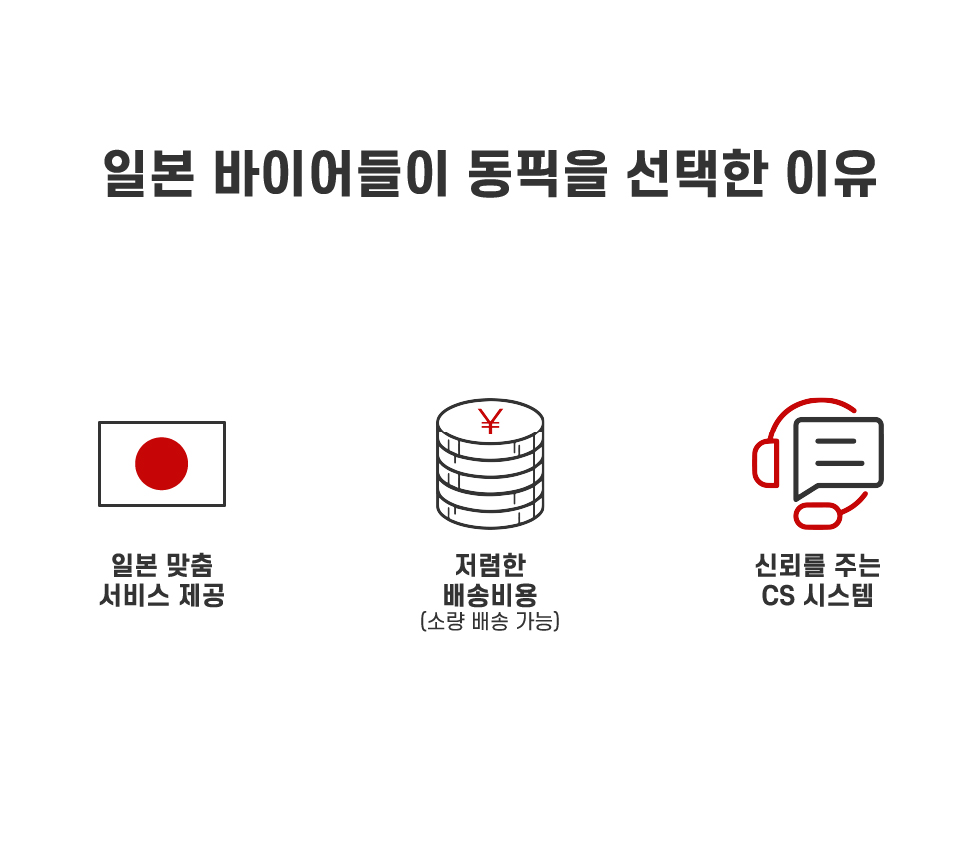 일본 바이어들이 동픽을 선택한 이유
¥
일본 맞춤
서비스 제공
저렴한
배송비용
(소량 배송 가능)
신뢰를 주는
CS 시스템